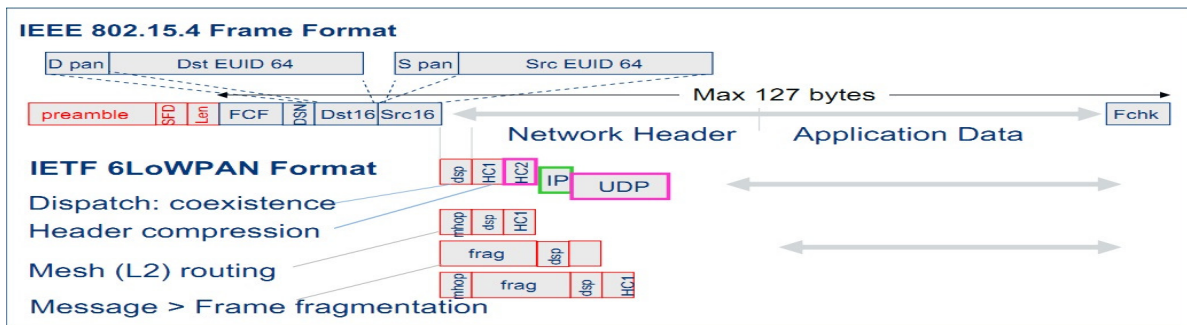 IEEE 802.15.4 Frame Format
D pan Dst EUID 64 S pan Src EUID 64
Max 127 bytes
preamble SFD Len FCF DSN Dst16 Src16 Fchk
Network Header Application Data
IETF 6LoWPAN Format
dsp HC1 HC2 IP UDP
Dispatch: coexistence
Header compression
mhop dsp HC1
Mesh (L2) routing
frag dsp
mhop frag dsp HC1
Message > Frame fragmentation